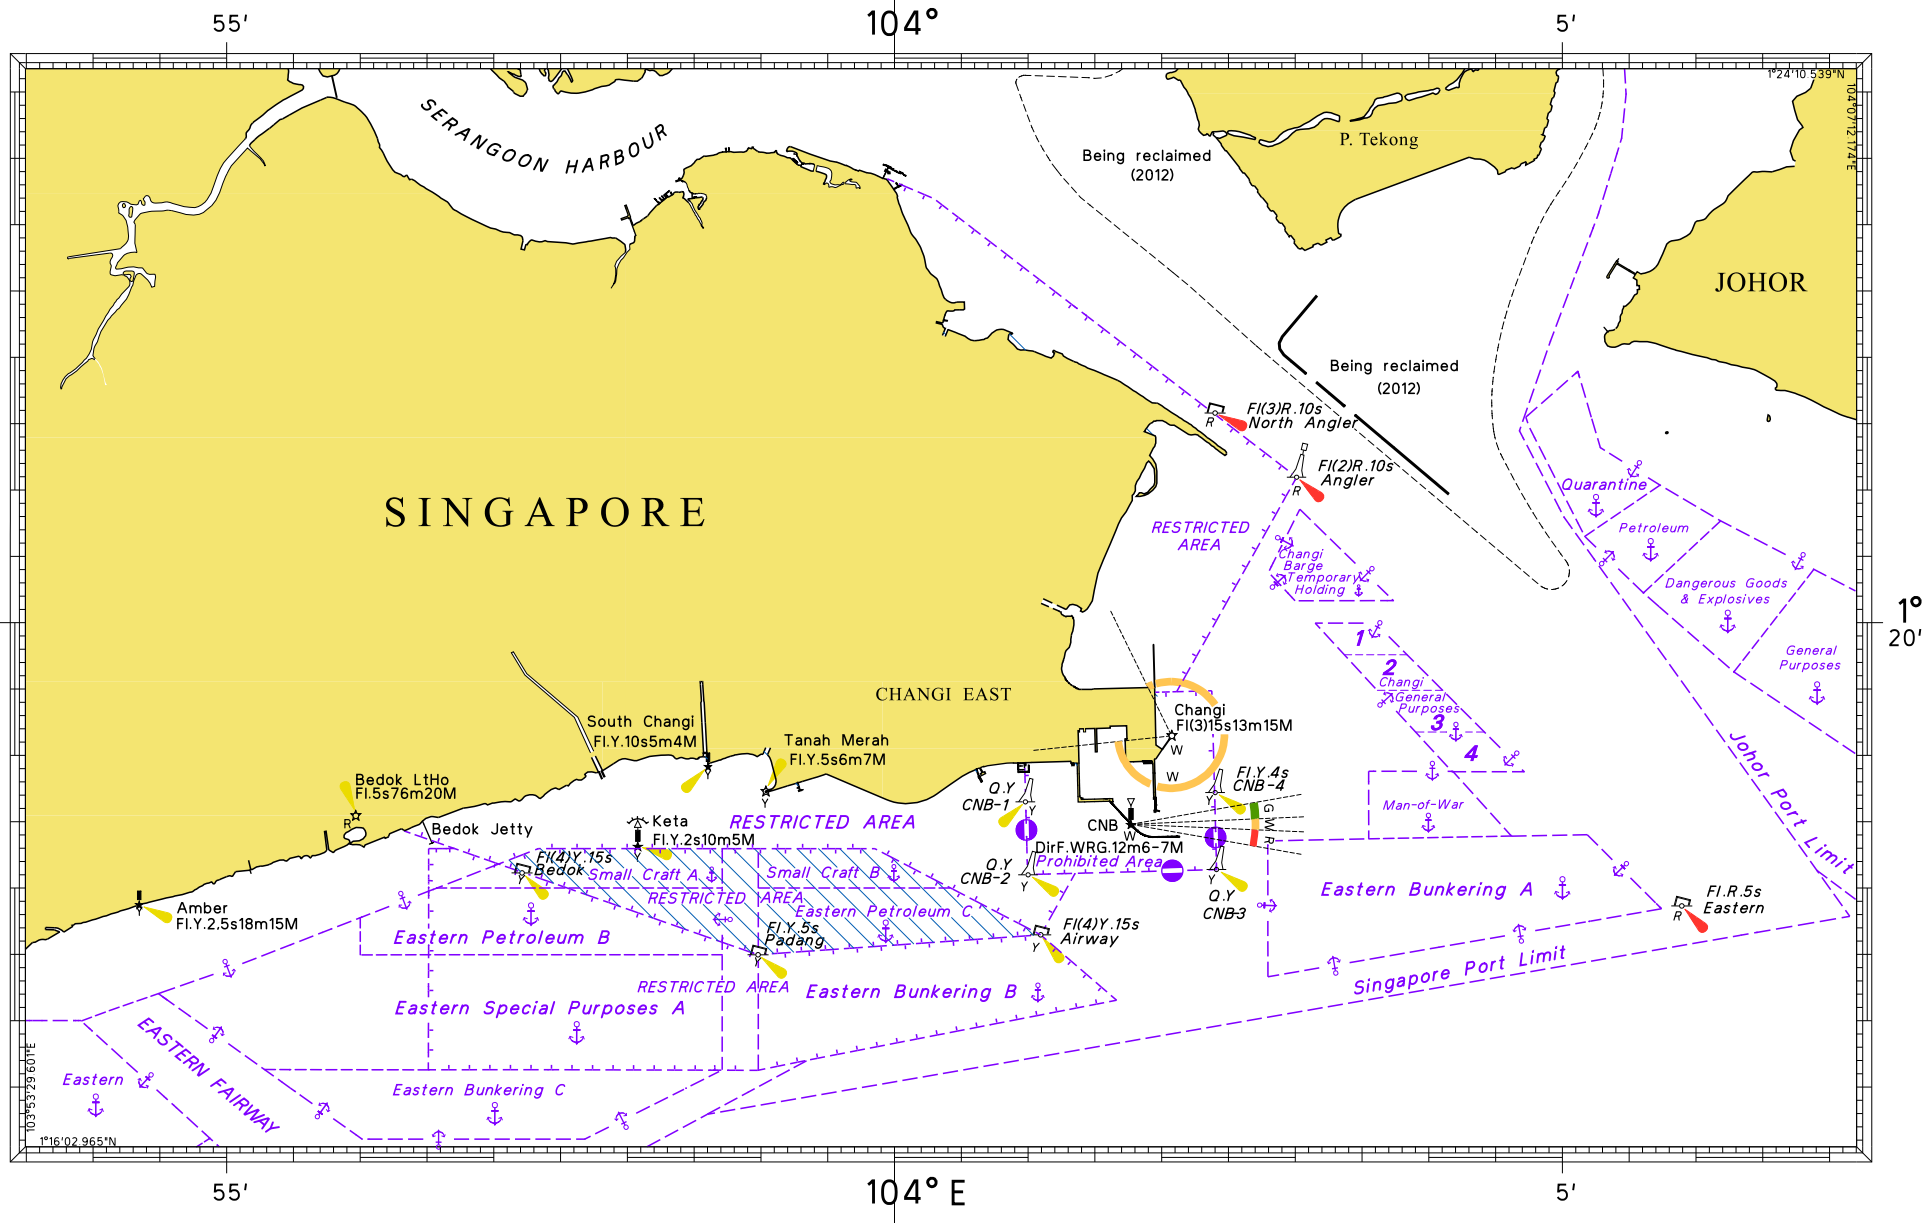 55'
104°
5'
1°24'10.539"N
104°07'12.174"E
SERANGOON HARBOUR
P. Tekong
Being reclaimed
(2012)
JOHOR
Being reclaimed
(2012)
Fl(3)R.10s
North Angler
R
Fl(2)R.10s
Angler
R
SINGAPORE
RESTRICTED
AREA
Quarantine
Petroleum
Dangerous Goods
& Explosives
General
Purposes
Changi
Barge
Temporary
Holding
1°
20'
1
2
Changi
General
Purposes
3
4
CHANGI EAST
Changi
Fl(3)15s13m15M
W
W
South Changi
Fl.Y.10s5m4M
Tanah Merah
Fl.Y.5s6m7M
Y
Bedok LtHo
Fl.5s76m20M
R
Johor Port Limit
Q.Y
CNB-1
Y
Fl.Y.4s
CNB-4
Y
G
W
R
Man-of-War
Bedok Jetty
Keta
Fl.Y.2s10m5M
Y
RESTRICTED AREA
CNB
W
DirF.WRG.12m6-7M
Prohibited Area
Fl(4)Y.15s
Bedok
Y
Small Craft A
Small Craft B
Q.Y
CNB-2
Y
Y
Q.Y
CNB-3
Eastern Bunkering A
Fl.R.5s
Eastern
R
Amber
Fl.Y.2.5s18m15M
RESTRICTED AREA
Eastern Petroleum C
Eastern Petroleum B
Fl.Y.5s
Padang
Y
Fl(4)Y.15s
Airway
Y
RESTRICTED AREA
Eastern Bunkering B
Singapore Port Limit
Eastern Special Purposes A
EASTERN FAIRWAY
Eastern
Eastern Bunkering C
103°53'29.601"E
1°16'02.965"N
55'
104° E
5'